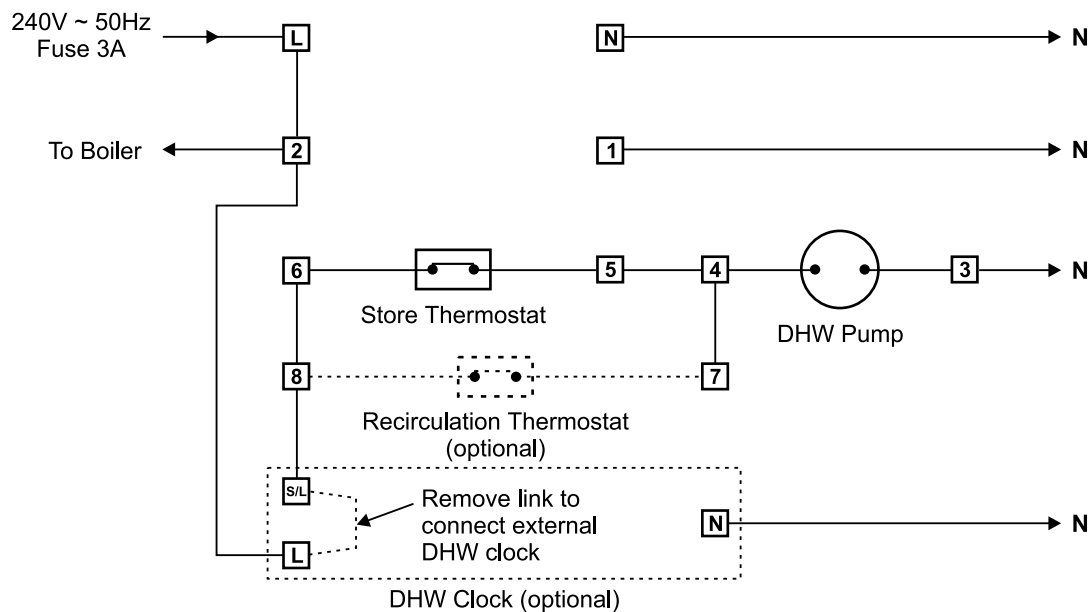 240V ~ 50Hz
Fuse 3A
L
N
N
To Boiler
2
1
N
6
5
4
3
N
Store Thermostat
DHW Pump
8
7
Recirculation Thermostat
(optional)
S/L
Remove link to
connect external
DHW clock
N
N
L
DHW Clock (optional)